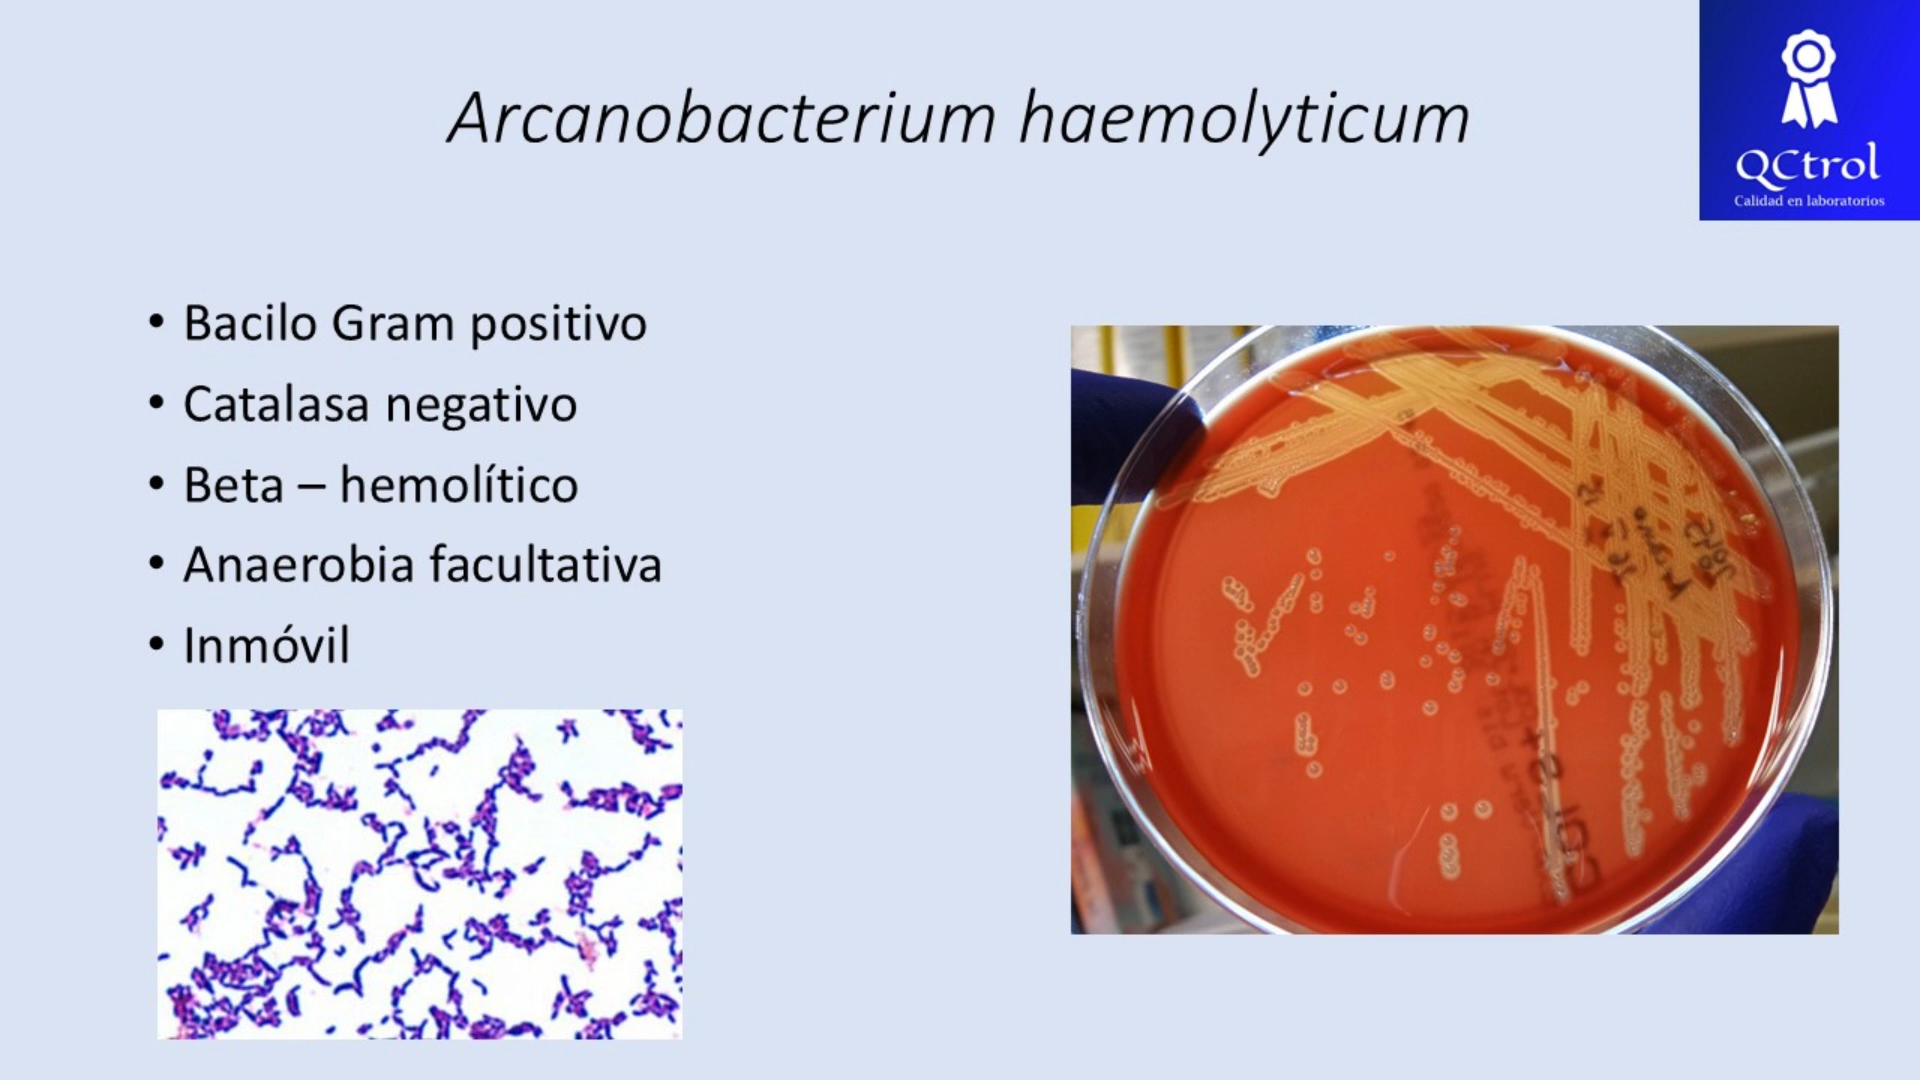 Arcanobacterium haemolyticum
QCtrol
Calidad en laboratorios
• Bacilo Gram positivo
• Catalasa negativo
• Beta – hemolítico
• Anaerobia facultativa
• Inmóvil